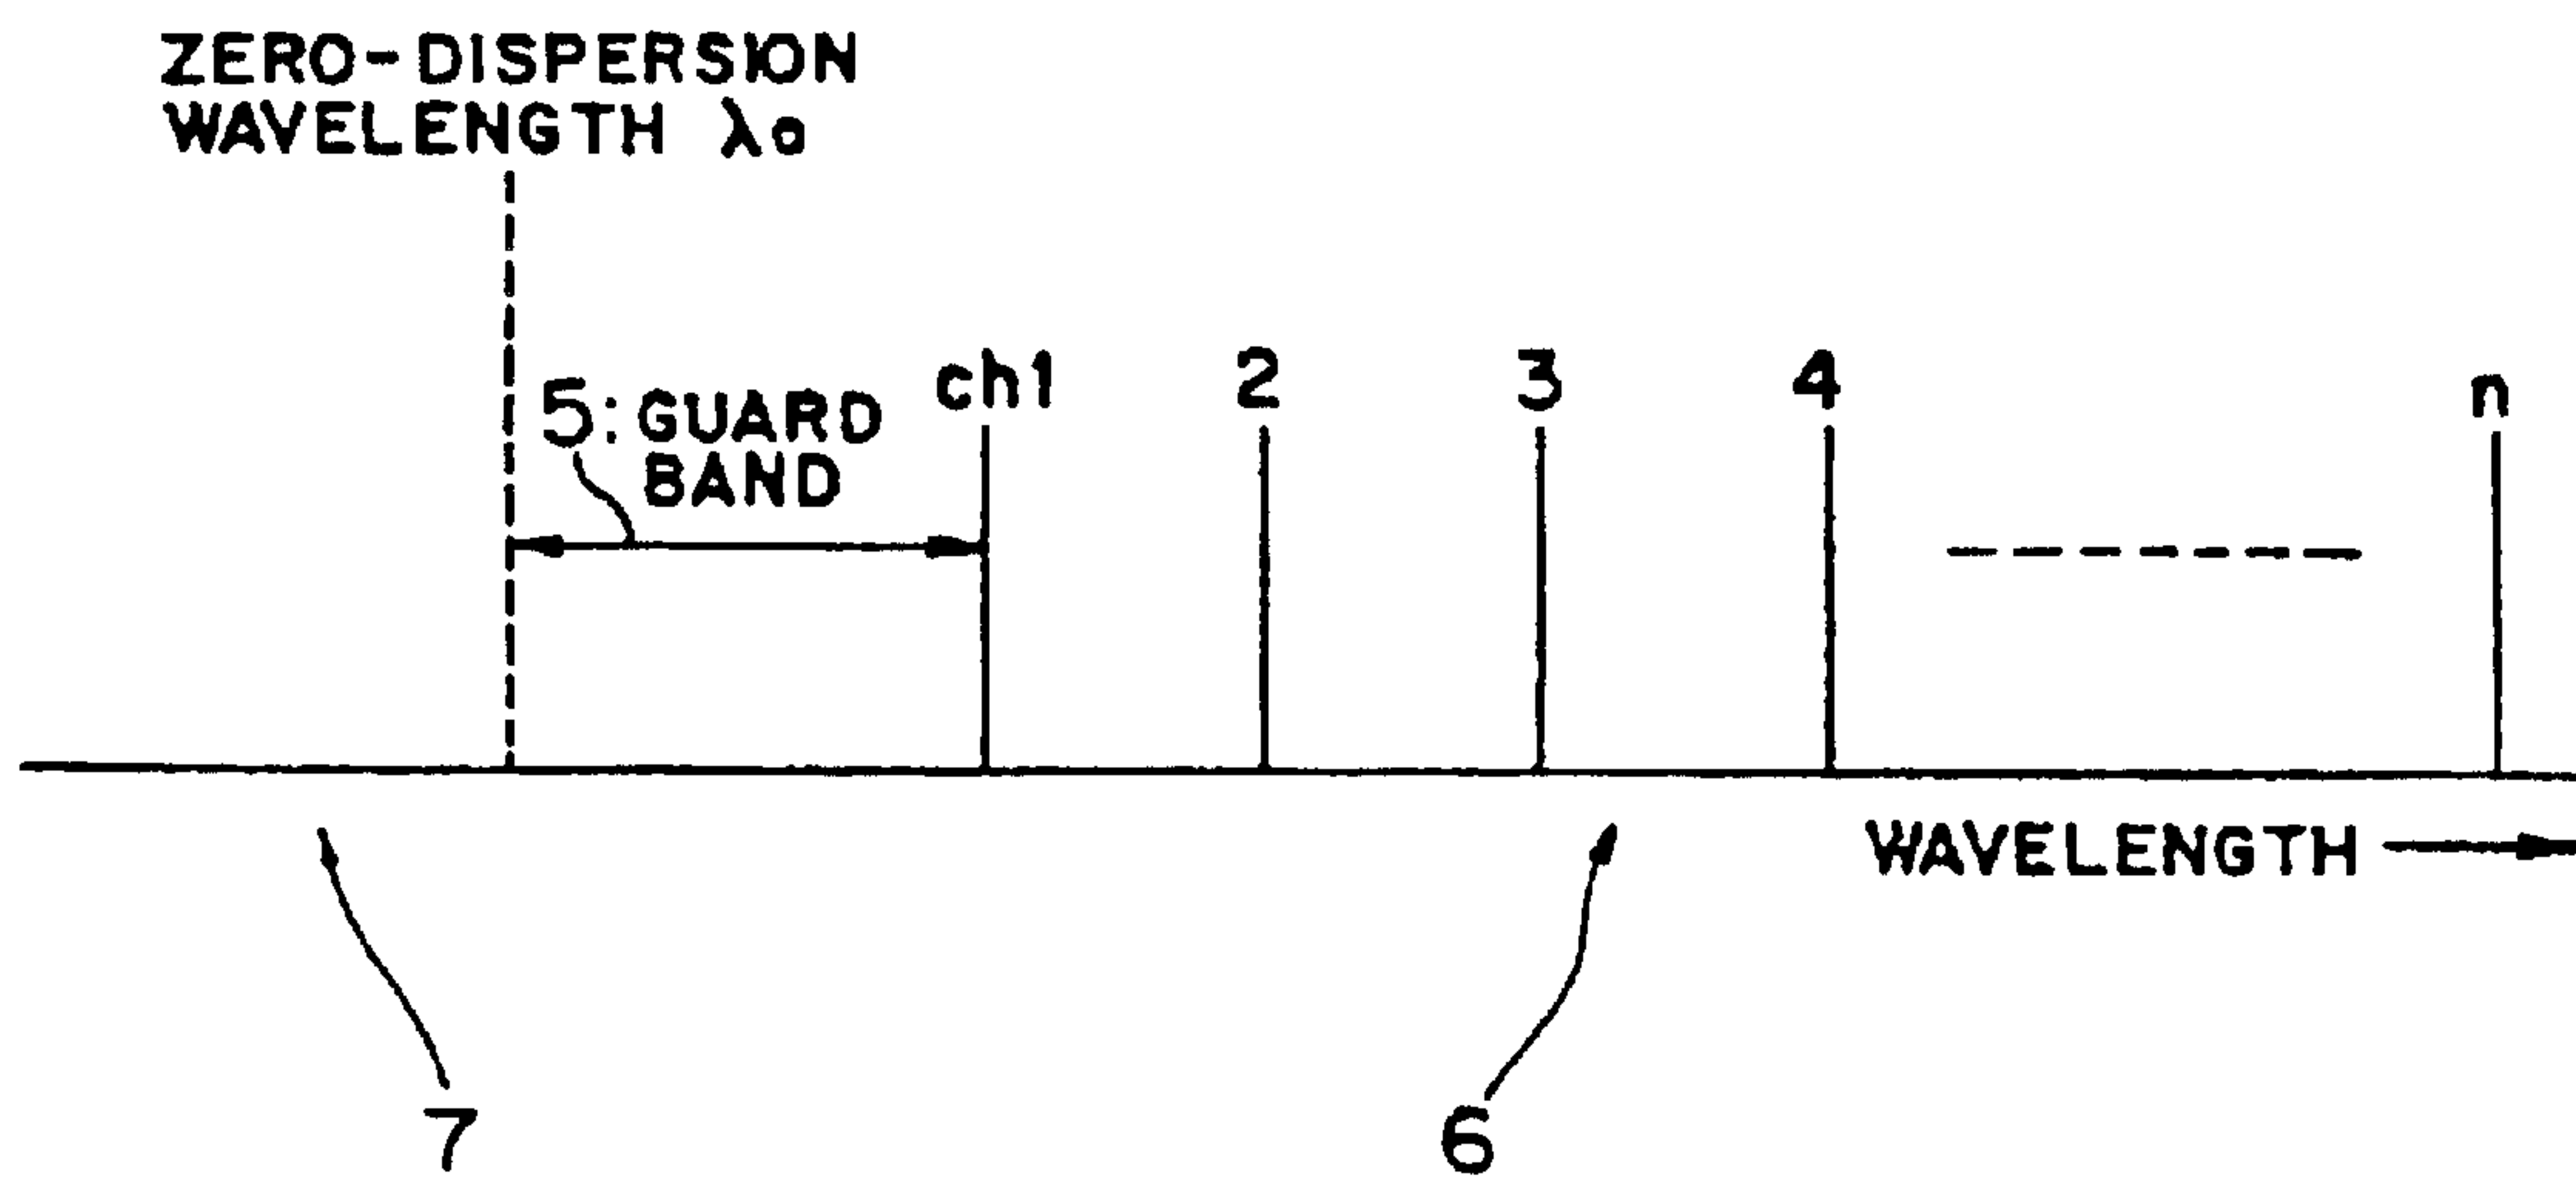 ZERO-DISPERSION
WAVELENGTH λo
5: GUARD
BAND
ch1 2 3 4 n
WAVELENGTH
7 6